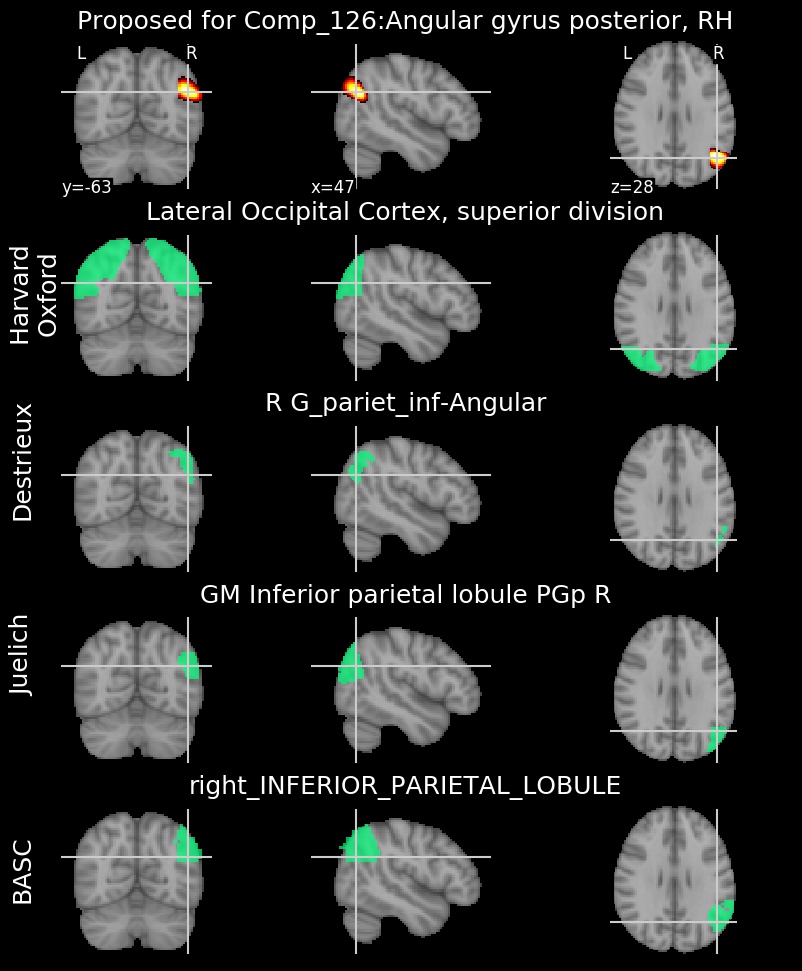 Proposed for Comp_126:Angular gyrus posterior, RH
L R L R
y=-63 x=47 z=28
Lateral Occipital Cortex, superior division
Harvard
Oxford
R G_pariet_inf-Angular
Destrieux
GM Inferior parietal lobule PGp R
Juelich
right_INFERIOR_PARIETAL_LOBULE
BASC